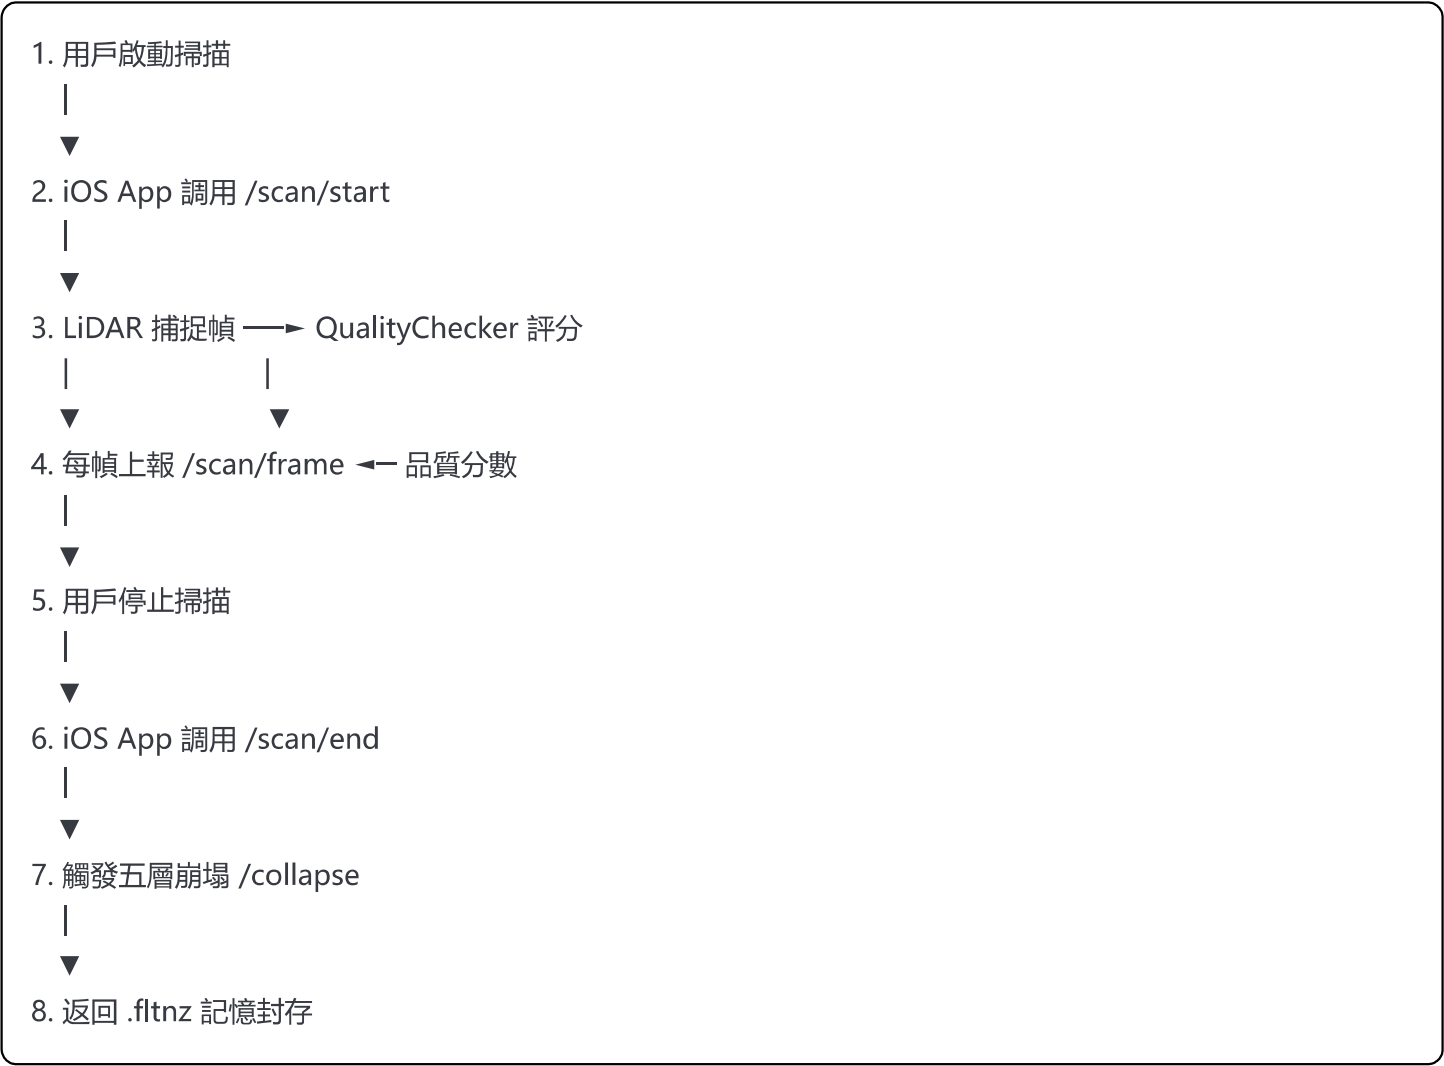 1. 用戶啟動掃描
2. iOS App 調用 /scan/start
3. LiDAR 捕捉幀 ──► QualityChecker 評分
4. 每幀上報 /scan/frame ◄─ 品質分數
5. 用戶停止掃描
6. iOS App 調用 /scan/end
7. 觸發五層崩塌 /collapse
8. 返回 .fltnz 記憶封存